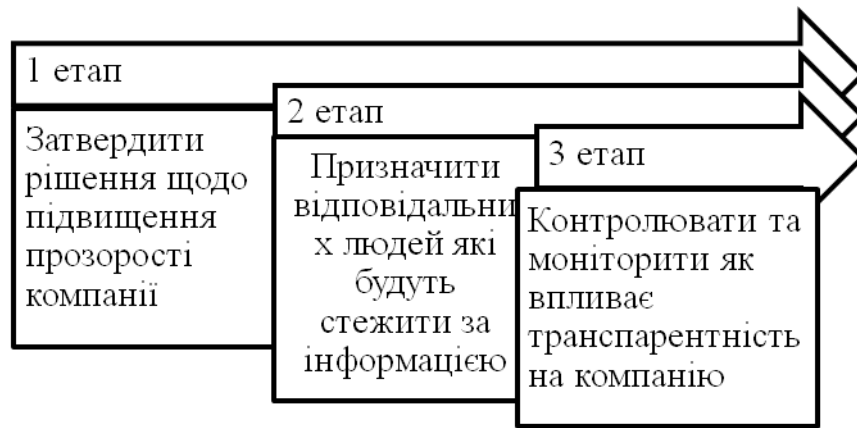 1 етап
Затвердити
рішення щодо
підвищення
прозорості
компанії
2 етап
Призначити
відповідальни
х людей які
будуть
стежити за
інформацією
3 етап
Контролювати та
моніторити як
впливає
транспарентність
на компанію